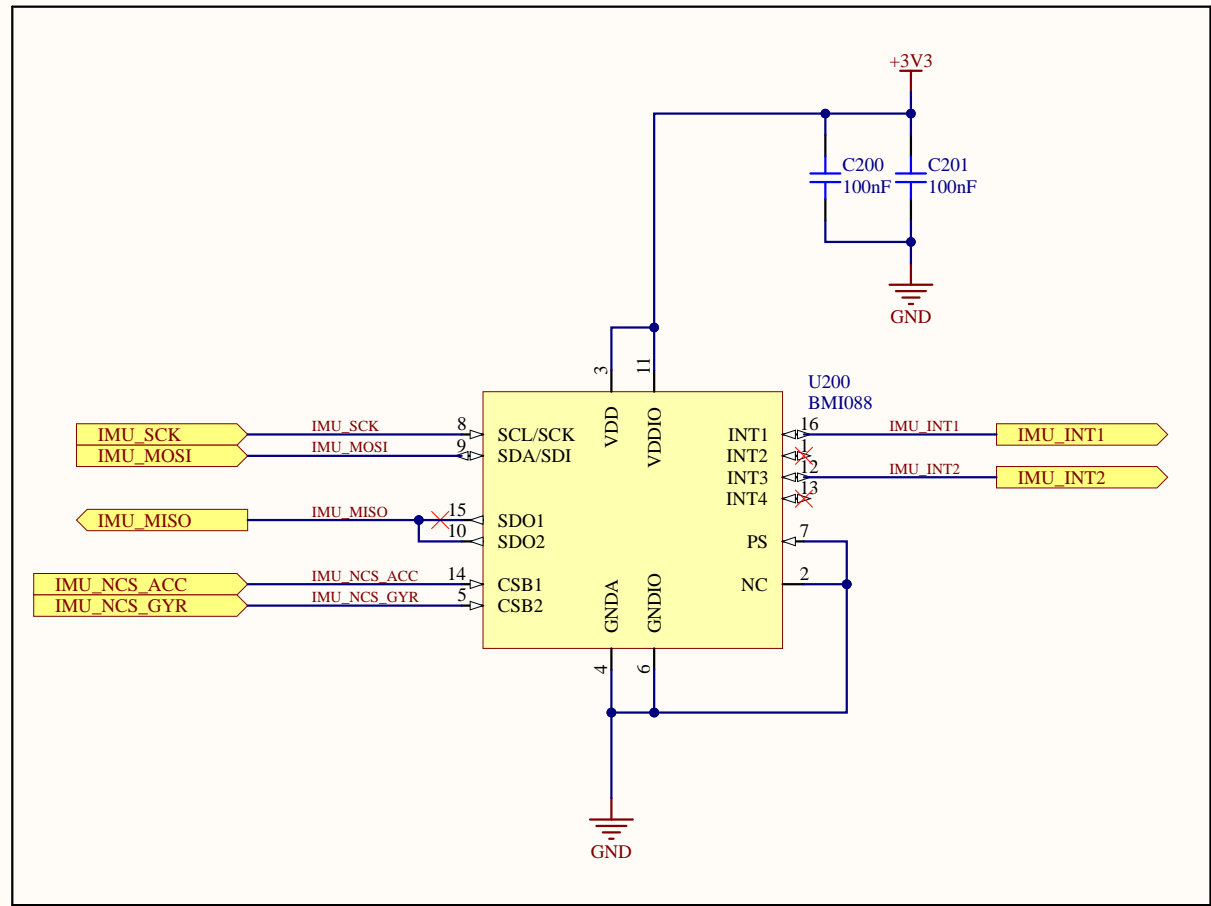 +3V3
C200
100nF
C201
100nF
GND
3
11
U200
BMI088
VDD
VDDIO
IMU_SCK
IMU_SCK
8
SCL/SCK
IMU_MOSI
IMU_MOSI
9
SDA/SDI
IMU_MISO
IMU_MISO
15
SDO1
10
SDO2
IMU_NCS_ACC
IMU_NCS_ACC
14
CSB1
IMU_NCS_GYR
IMU_NCS_GYR
5
CSB2
INT1
16
IMU_INT1
IMU_INT1
INT2
1
INT3
12
IMU_INT2
IMU_INT2
INT4
13
PS
7
NC
2
GNDA
GNDIO
4
6
GND